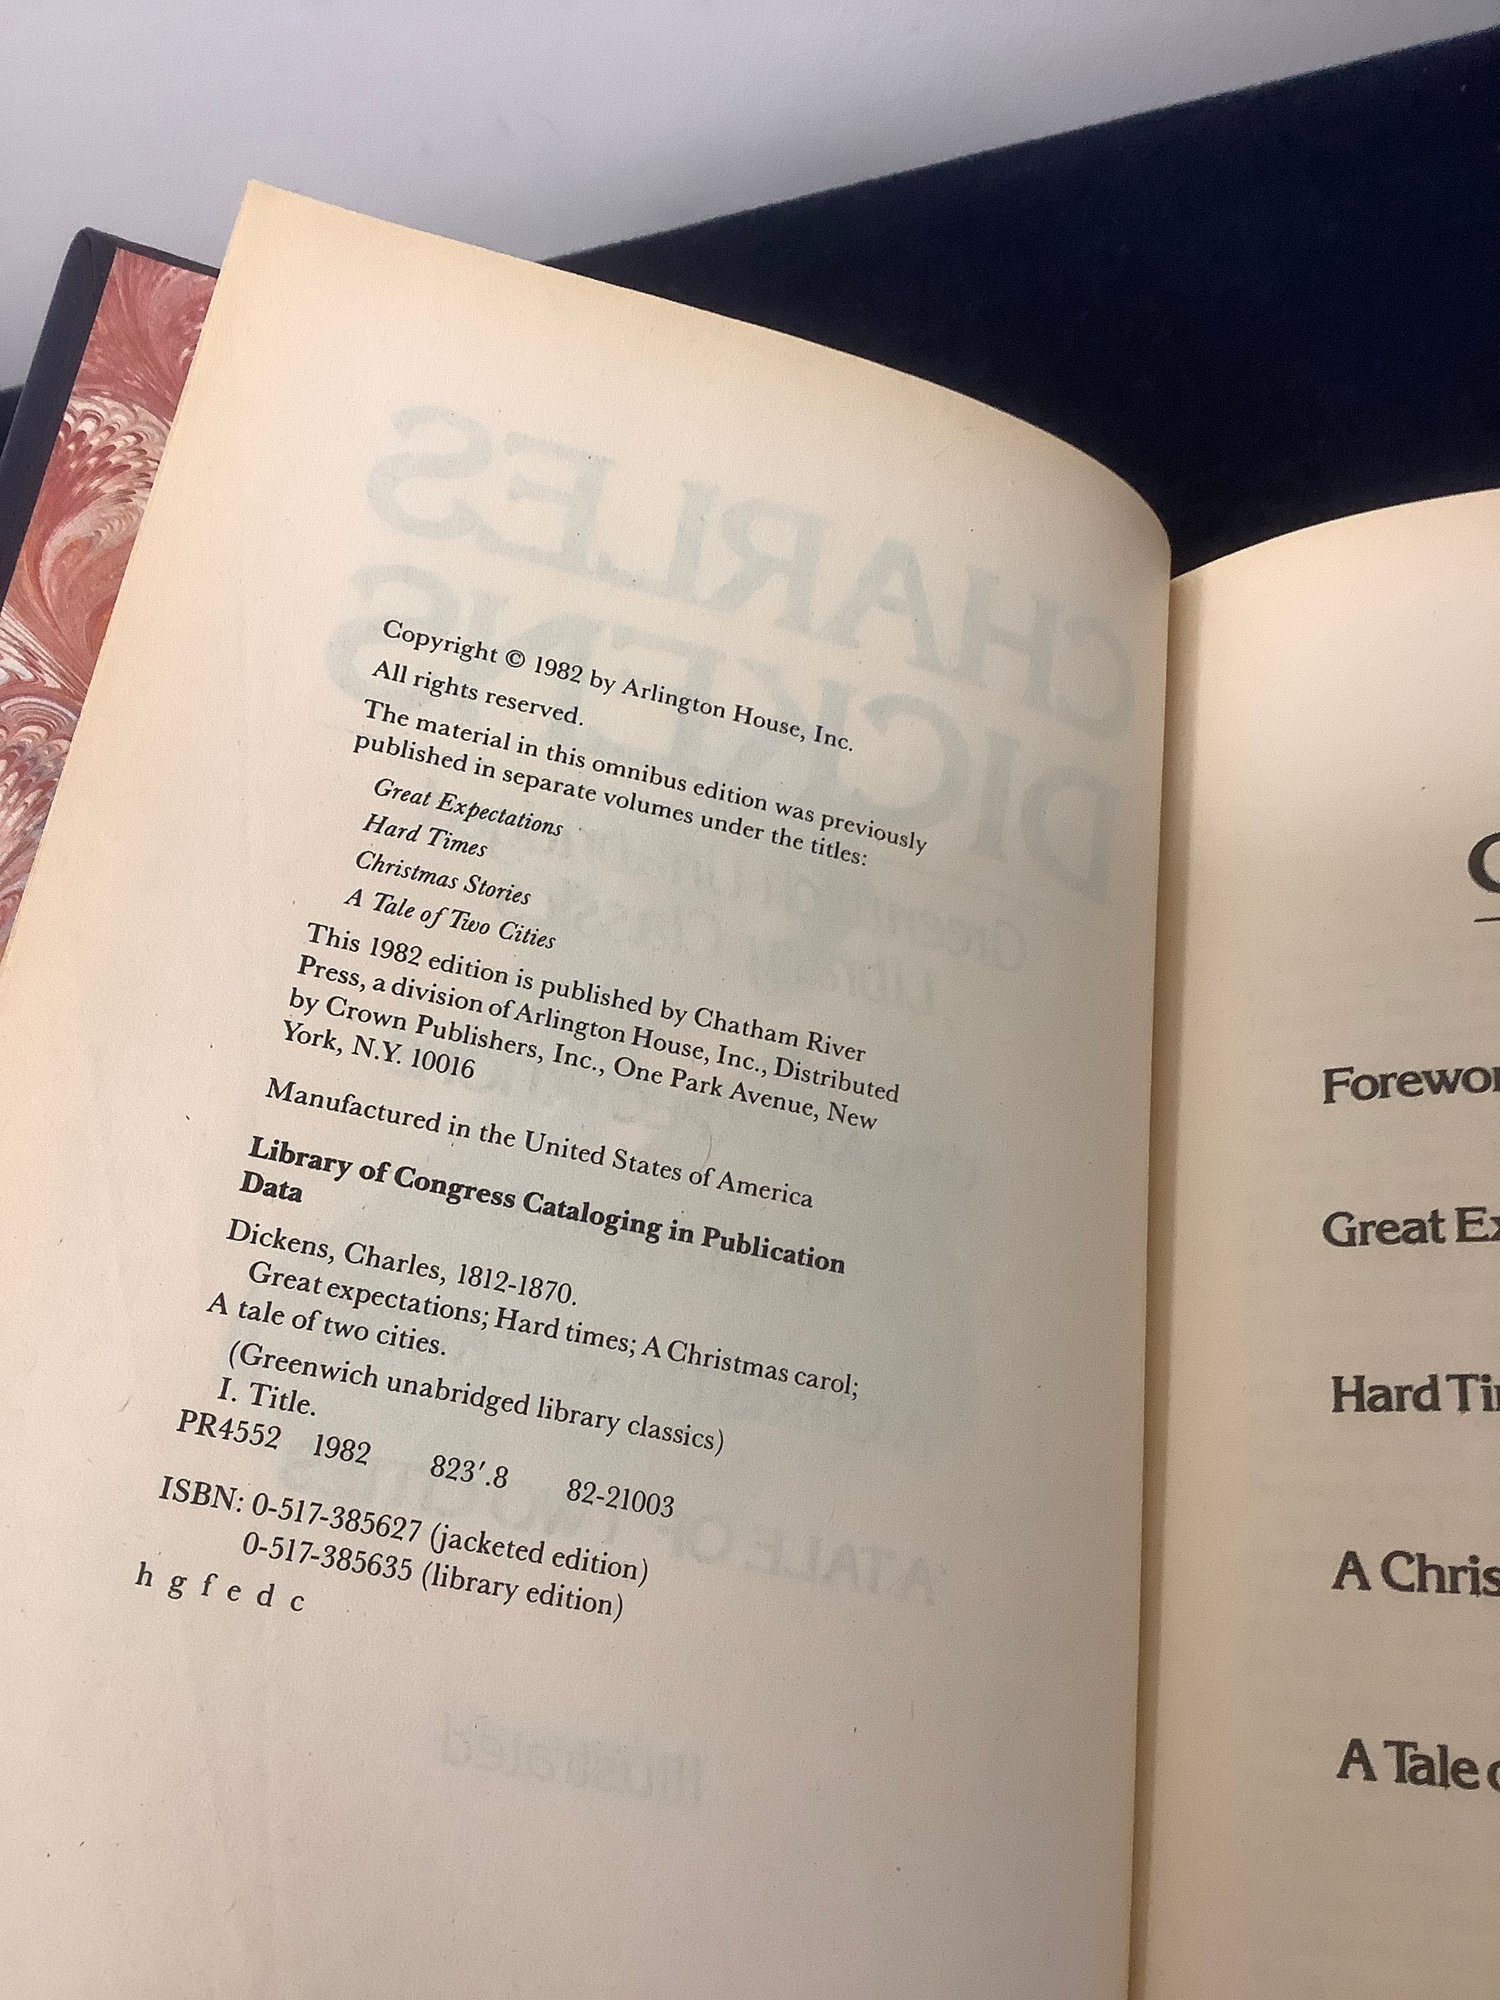 Copyright © 1982 by Arlington House, Inc.
All rights reserved.
The material in this omnibus edition was previously
published in separate volumes under the titles:
Great Expectations
Hard Times
Christmas Stories
A Tale of Two Cities
This 1982 edition is published by Chatham River
Press, a division of Arlington House, Inc., Distributed
by Crown Publishers, Inc., One Park Avenue, New
York, N.Y. 10016
Manufactured in the United States of America
Library of Congress Cataloging in Publication
Data
Dickens, Charles, 1812-1870.
Great expectations; Hard times; A Christmas carol;
A tale of two cities.
(Greenwich unabridged library classics)
I. Title.
PR4552 1982 823'.8 82-21003
ISBN: 0-517-385627 (jacketed edition)
0-517-385635 (library edition)
h g f e d c
Forewor
Great Ex
Hard Ti
A Chris
A Tale